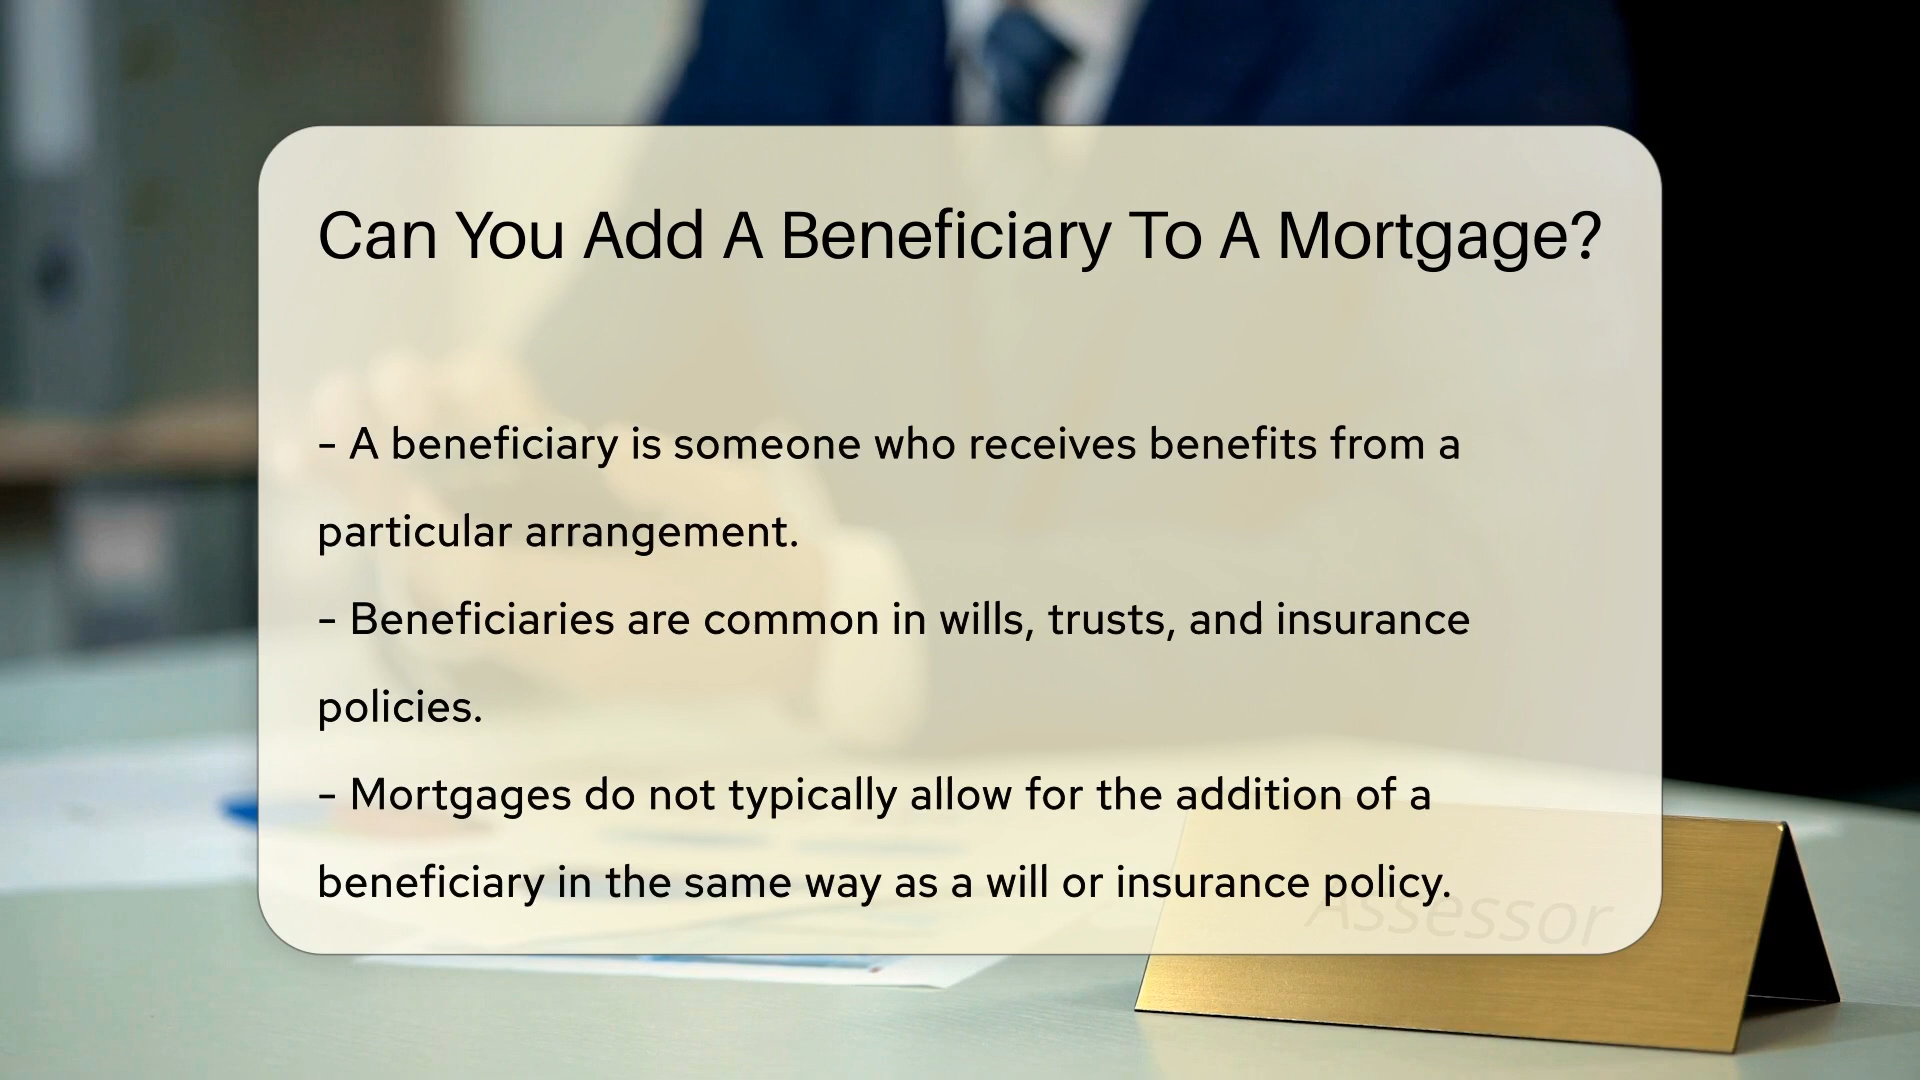 Can You Add A Beneficiary To A Mortgage?
- A beneficiary is someone who receives benefits from a
particular arrangement.
- Beneficiaries are common in wills, trusts, and insurance
policies.
- Mortgages do not typically allow for the addition of a
beneficiary in the same way as a will or insurance policy.
Assessor